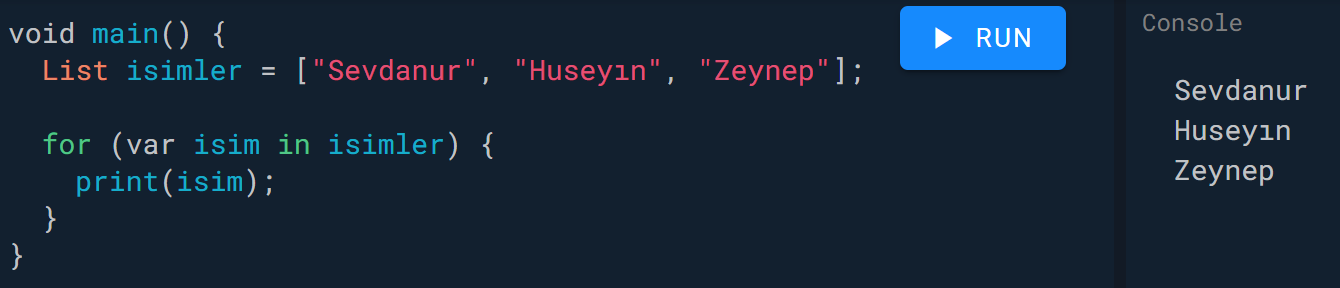 void main() {
  List isimler = ["Sevdanur", "Huseyın", "Zeynep"];
  for (var isim in isimler) {
    print(isim);
  }
}
RUN
Console
Sevdanur
Huseyın
Zeynep